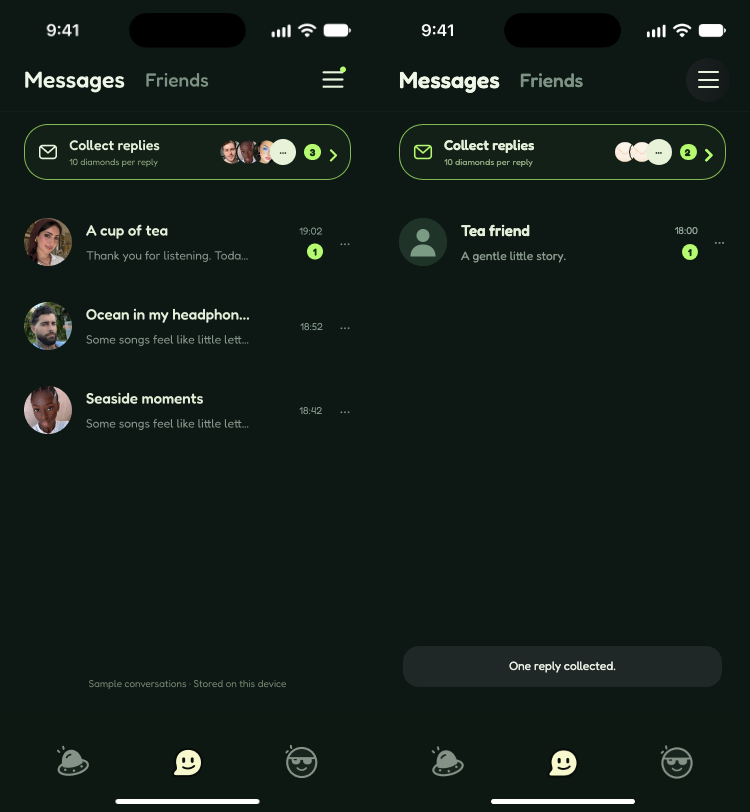 9:41
Messages Friends
Collect replies
10 diamonds per reply
3
A cup of tea
19:02
Thank you for listening. Toda...
1
Ocean in my headphon...
18:52
Some songs feel like little lett...
Seaside moments
18:42
Some songs feel like little lett...
Sample conversations · Stored on this device
9:41
Messages Friends
Collect replies
10 diamonds per reply
2
Tea friend
18:00
A gentle little story.
1
One reply collected.